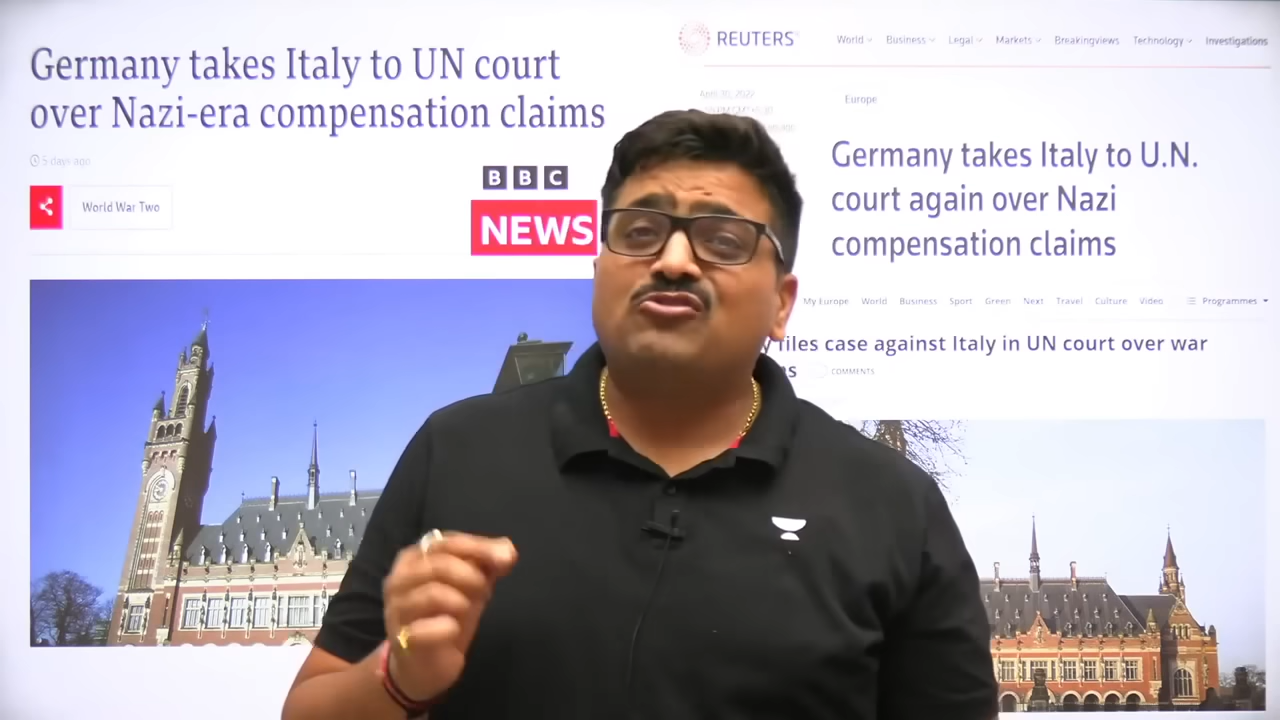 Germany takes Italy to UN court
over Nazi-era compensation claims
5 days ago
World War Two
BBC
NEWS
REUTERS
World Business Legal Markets Breakingviews Technology Investigations
April 30, 2022
Europe
Germany takes Italy to U.N.
court again over Nazi
compensation claims
My Europe World Business Sport Green Next Travel Culture Video Programmes
files case against Italy in UN court over war
COMMENTS